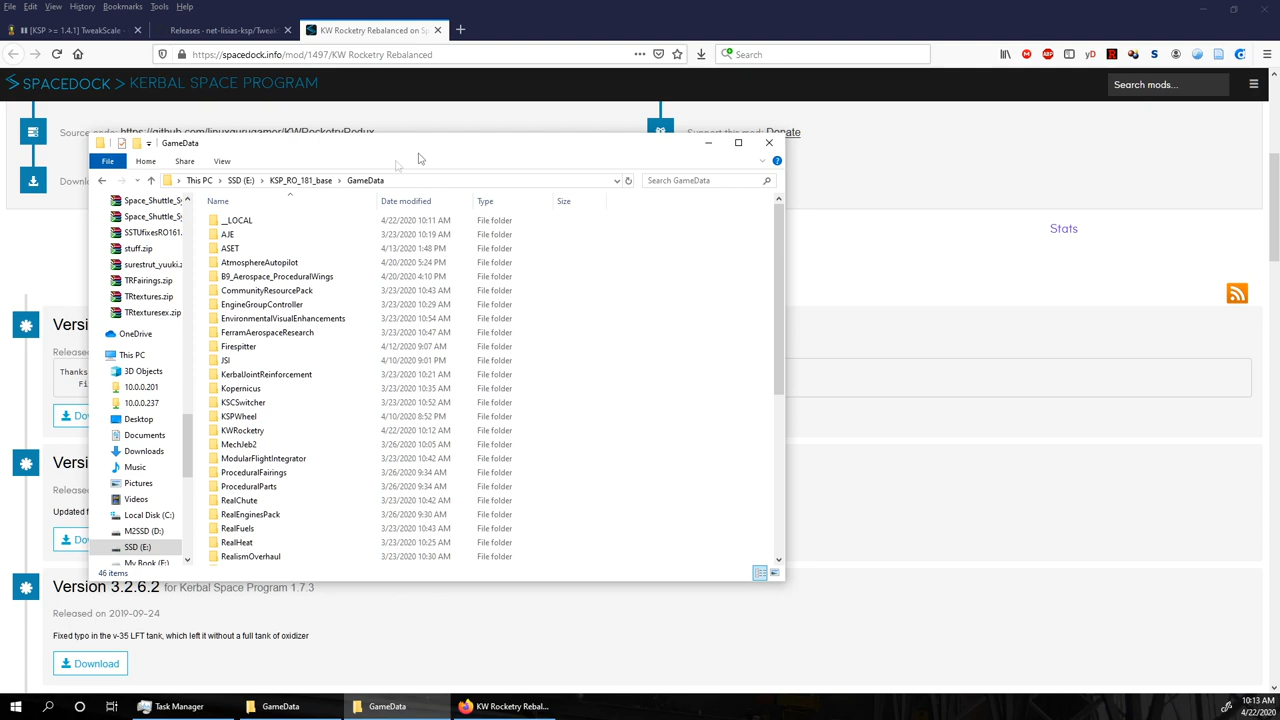 File Edit View History Bookmarks Tools Help
[KSP >= 1.4.1] TweakScale -
Releases · net-lisias-ksp/Tweak
KW Rocketry Rebalanced on Sp
https://spacedock.info/mod/1497/KW Rocketry Rebalanced
Search
SPACEDOCK > KERBAL SPACE PROGRAM
Search mods...
Source code: https://github.com/linuxgurugamer/KWRocketryRedux
Support this mod: Donate
GameData
File Home Share View
Downl
This PC > SSD (E:) > KSP_RO_181_base > GameData
Search GameData
Name Date modified Type Size
Space_Shuttle_Sy
Space_Shuttle_Sy
SSTUfixesRO161.
stuff.zip
surestrut_yuuki.z
TRFairings.zip
TRtextures.zip
TRtexturesex.zip
OneDrive
This PC
3D Objects
10.0.0.201
10.0.0.237
Desktop
Documents
Downloads
Music
Pictures
Videos
Local Disk (C:)
M2SSD (D:)
SSD (E:)
My Book (F:)
__LOCAL 4/22/2020 10:11 AM File folder
AJE 3/23/2020 10:19 AM File folder
ASET 4/13/2020 1:48 PM File folder
AtmosphereAutopilot 4/20/2020 5:24 PM File folder
B9_Aerospace_ProceduralWings 4/20/2020 4:10 PM File folder
CommunityResourcePack 3/23/2020 10:43 AM File folder
EngineGroupController 3/23/2020 10:29 AM File folder
EnvironmentalVisualEnhancements 3/23/2020 10:54 AM File folder
FerramAerospaceResearch 3/23/2020 10:47 AM File folder
Firespitter 4/12/2020 9:07 AM File folder
JSI 4/10/2020 9:01 PM File folder
KerbalJointReinforcement 3/23/2020 10:21 AM File folder
Kopernicus 3/23/2020 10:35 AM File folder
KSCSwitcher 3/23/2020 10:52 AM File folder
KSPWheel 4/10/2020 8:52 PM File folder
KWRocketry 4/22/2020 10:12 AM File folder
MechJeb2 3/26/2020 10:05 AM File folder
ModularFlightIntegrator 3/23/2020 10:42 AM File folder
ProceduralFairings 3/26/2020 9:34 AM File folder
ProceduralParts 3/26/2020 9:34 AM File folder
RealChute 3/23/2020 10:42 AM File folder
RealEnginesPack 3/26/2020 9:30 AM File folder
RealFuels 3/23/2020 10:43 AM File folder
RealHeat 3/23/2020 10:25 AM File folder
RealismOverhaul 3/23/2020 10:30 AM File folder
46 items
Stats
Versi
Released
Thanks
Fi
Dov
Versi
Released
Updated f
Dov
Version 3.2.6.2 for Kerbal Space Program 1.7.3
Released on 2019-09-24
Fixed typo in the v-35 LFT tank, which left it without a full tank of oxidizer
Download
Task Manager
GameData
GameData
KW Rocketry Rebal...
10:13 AM
4/22/2020